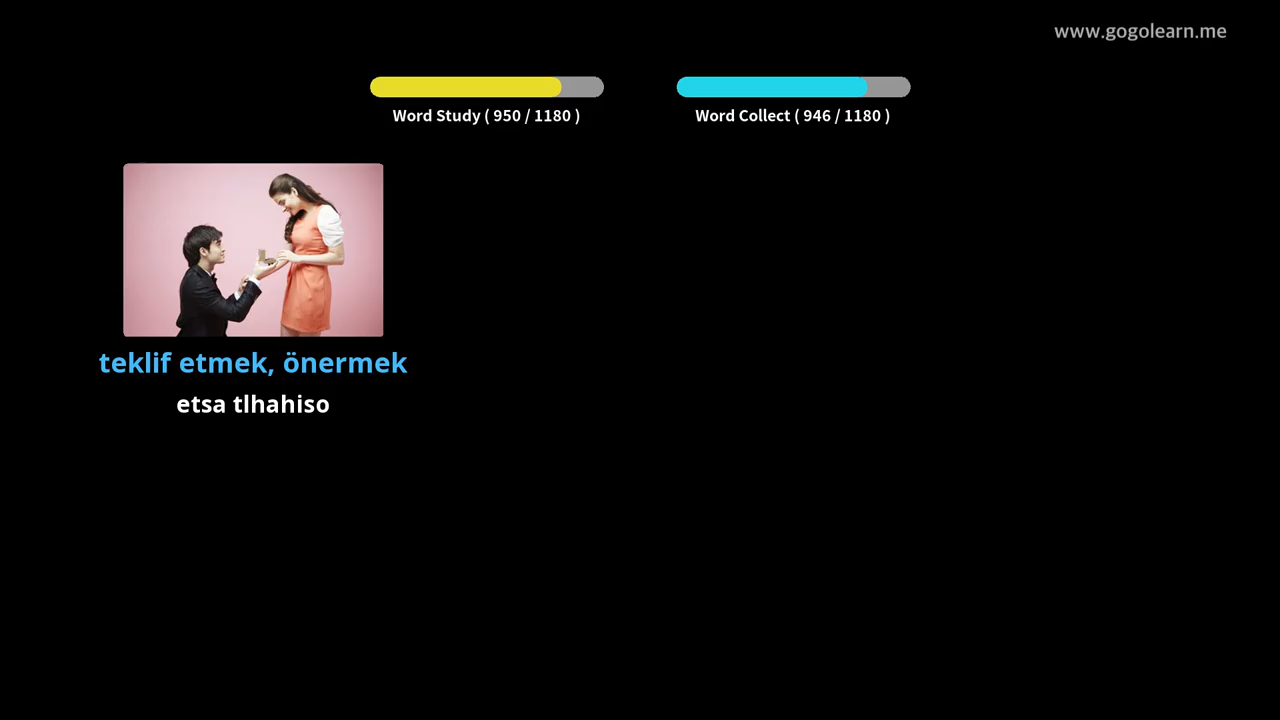 www.gogolearn.me
Word Study ( 950 / 1180 )
Word Collect ( 946 / 1180 )
teklif etmek, önermek
etsa tlhahiso